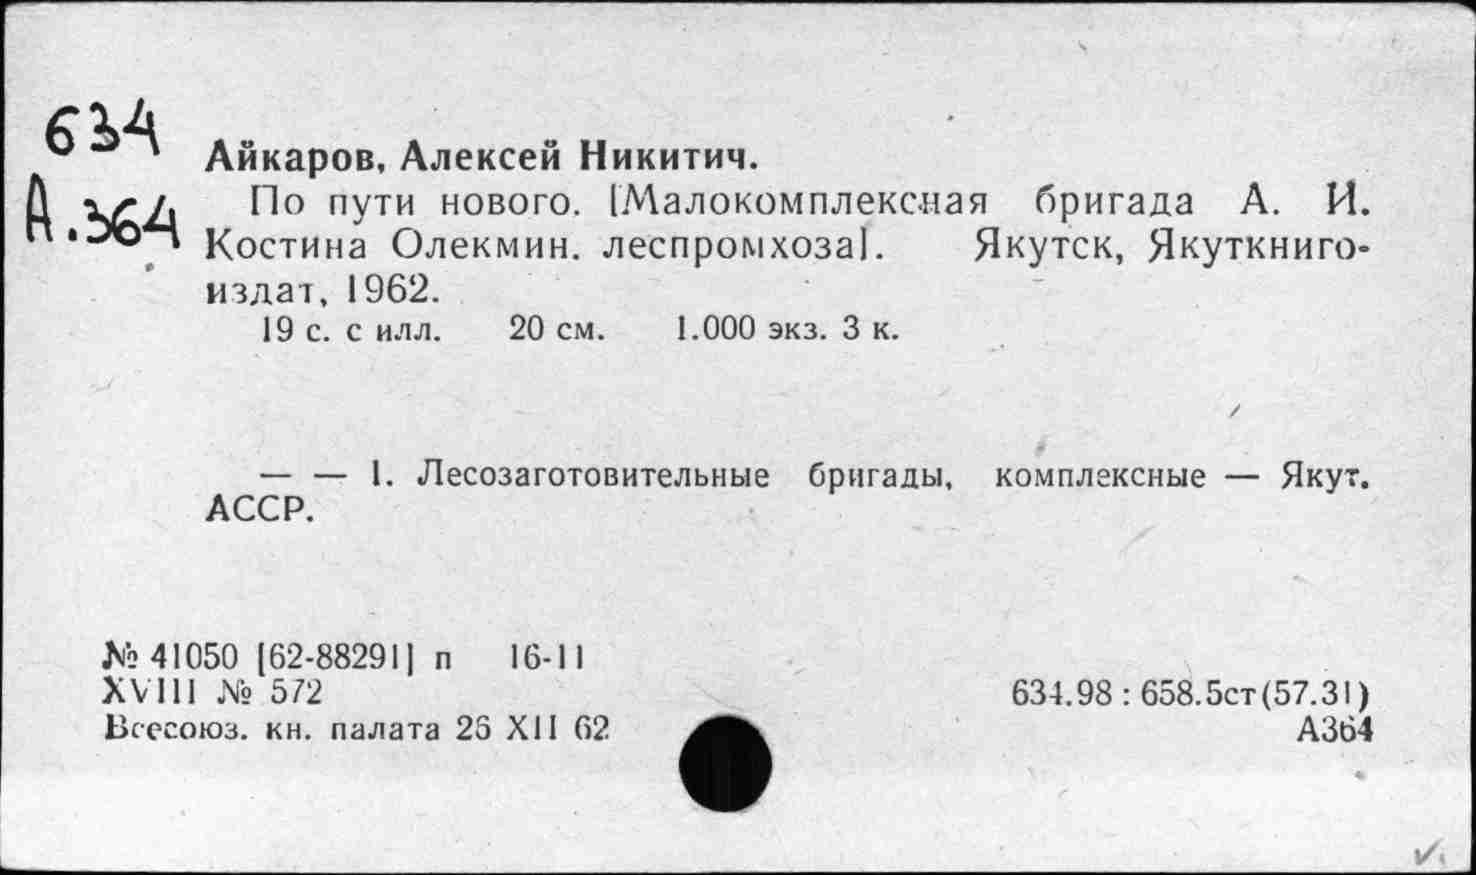 634
А.364
Айкаров, Алексей Никитич.
По пути нового. [Малокомплексная бригада А. И.
Костина Олекмин. леспромхоза]. Якутск, Якуткниго-
издат, 1962.
19 с. с илл. 20 см. 1.000 экз. 3 к.
— — 1. Лесозаготовительные бригады, комплексные — Якут.
АССР.
№ 41050 [62-88291] п 16-11
XVIII № 572
Всесоюз. кн. палата 26 XII 62
634.98 : 658.5ст(57.31)
А364